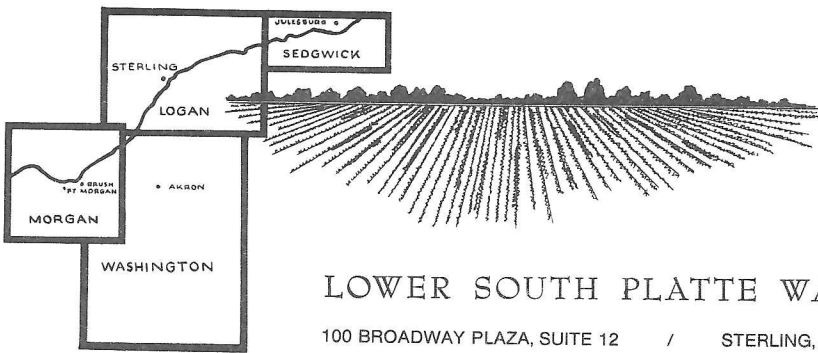 JULESBURG
SEDGWICK
STERLING
LOGAN
AKRON
BRUSH
FT MORGAN
MORGAN
WASHINGTON
LOWER SOUTH PLATTE WA
100 BROADWAY PLAZA, SUITE 12 / STERLING,